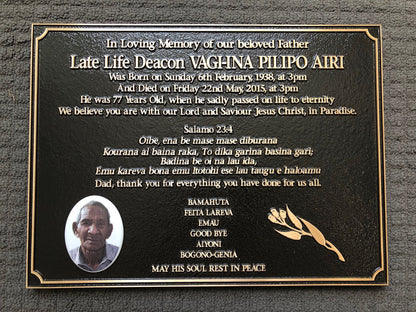 In Loving Memory of our beloved Father
Late Life Deacon VAGI-INA PILIPO AIRI
Was Born on Sunday 6th February, 1938, at 3pm
And Died on Friday 22nd May, 2015, at 3pm
He was 77 Years Old, when he sadly passed on life to eternity
We believe you are with our Lord and Saviour Jesus Christ, in Paradise.
Salamo 23:4
Oibe, ena be mase mase diburana
Kourana ai baina raka, To dika garina basina gari;
Badina be oi na lau ida,
Emu kareva bona emu Itotohi ese lau taugu e haloamu
Dad, thank you for everything you have done for us all.
BAMAHUTA
FEITA LAREVA
EMAU
GOOD BYE
AIYONI
BOGONO-GENIA
MAY HIS SOUL REST IN PEACE